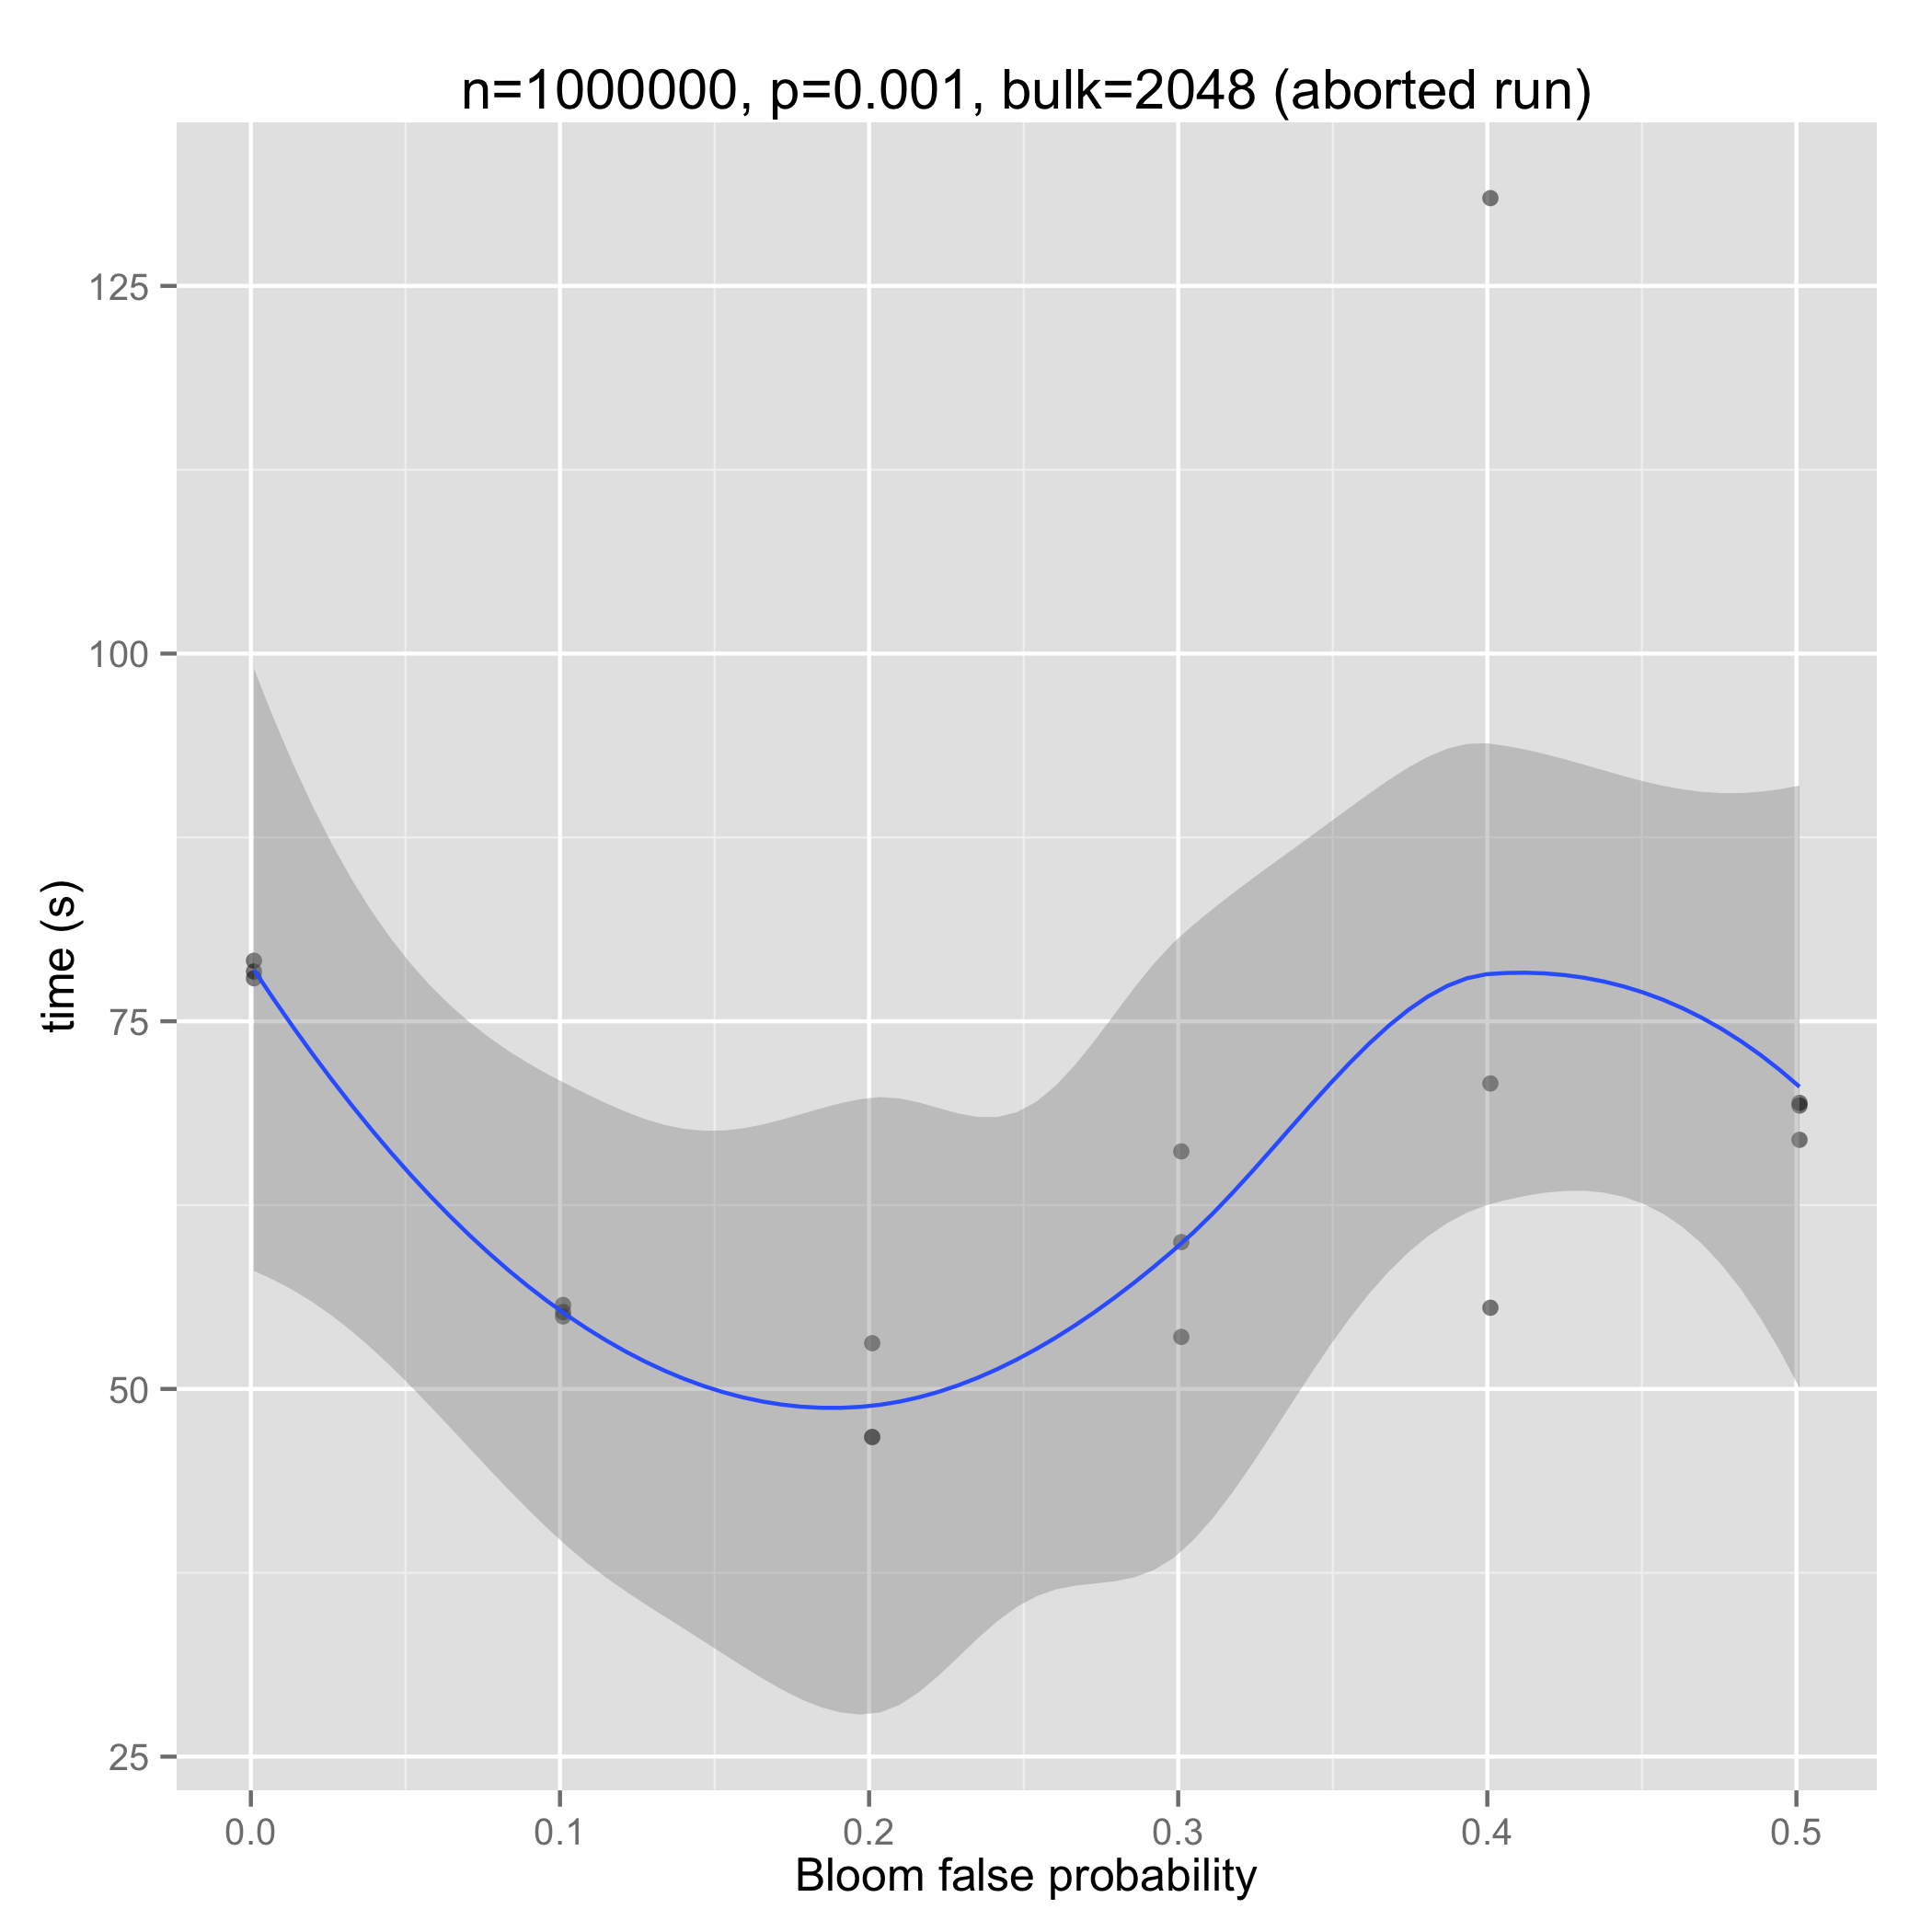 n=1000000, p=0.001, bulk=2048 (aborted run)
125
100
75
50
25
time (s)
0.0 0.1 0.2 0.3 0.4 0.5
Bloom false probability